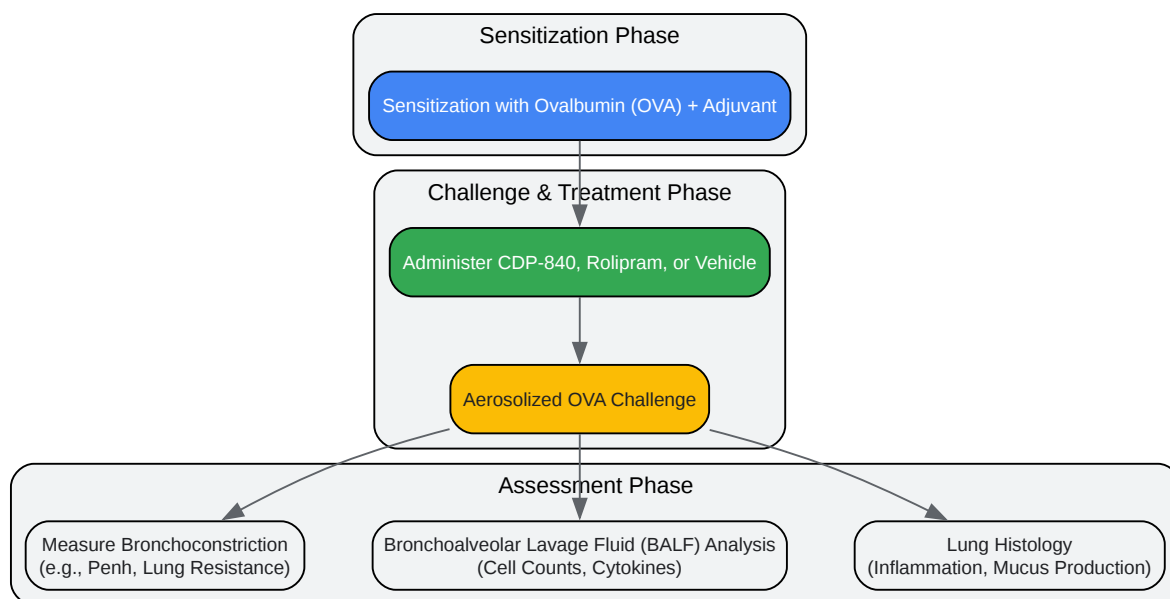 Sensitization Phase
Sensitization with Ovalbumin (OVA) + Adjuvant
Challenge & Treatment Phase
Administer CDP-840, Rolipram, or Vehicle
Aerosolized OVA Challenge
Assessment Phase
Measure Bronchoconstriction
(e.g., Penh, Lung Resistance)
Bronchoalveolar Lavage Fluid (BALF) Analysis
(Cell Counts, Cytokines)
Lung Histology
(Inflammation, Mucus Production)